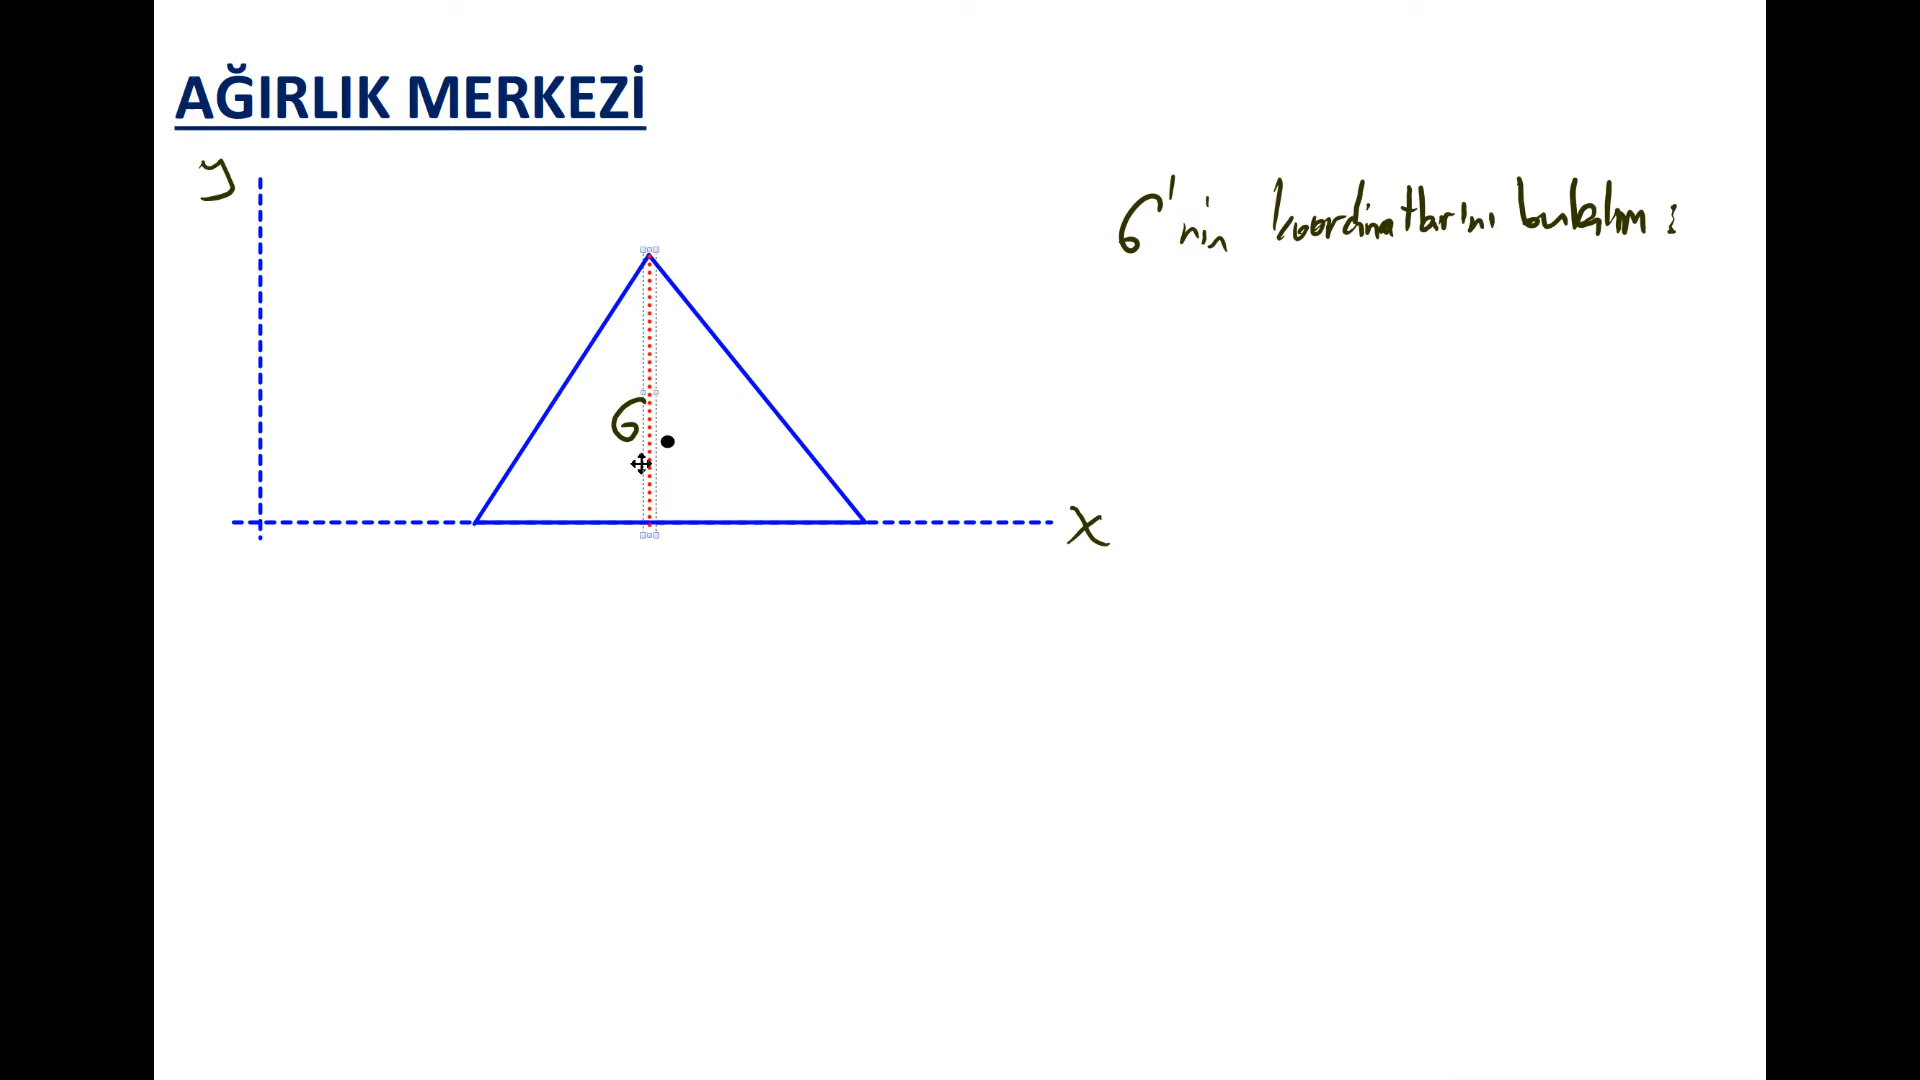 AĞIRLIK MERKEZİ
y
G'nin koordinatlarını bulalım :
G
x